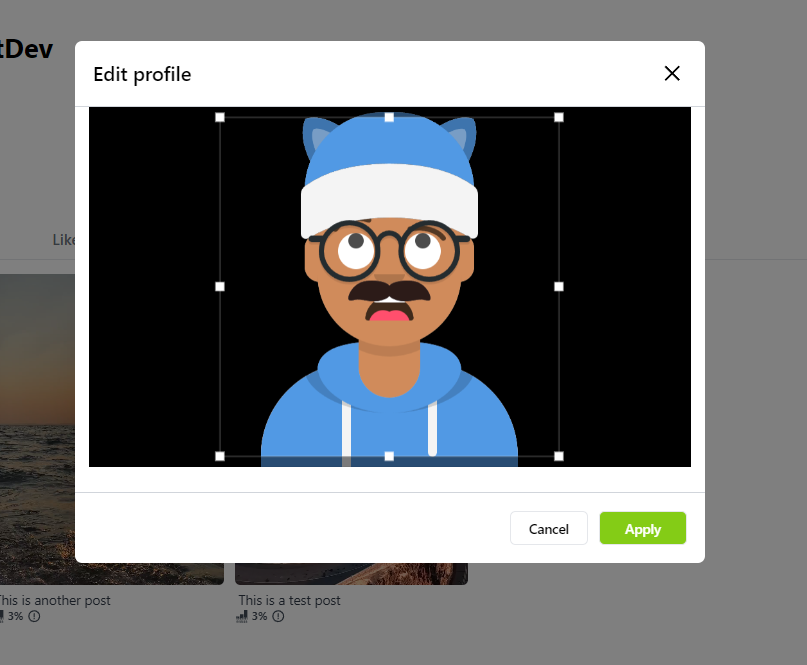 tDev
Edit profile
Like
Cancel
Apply
This is another post
This is a test post
3%
3%